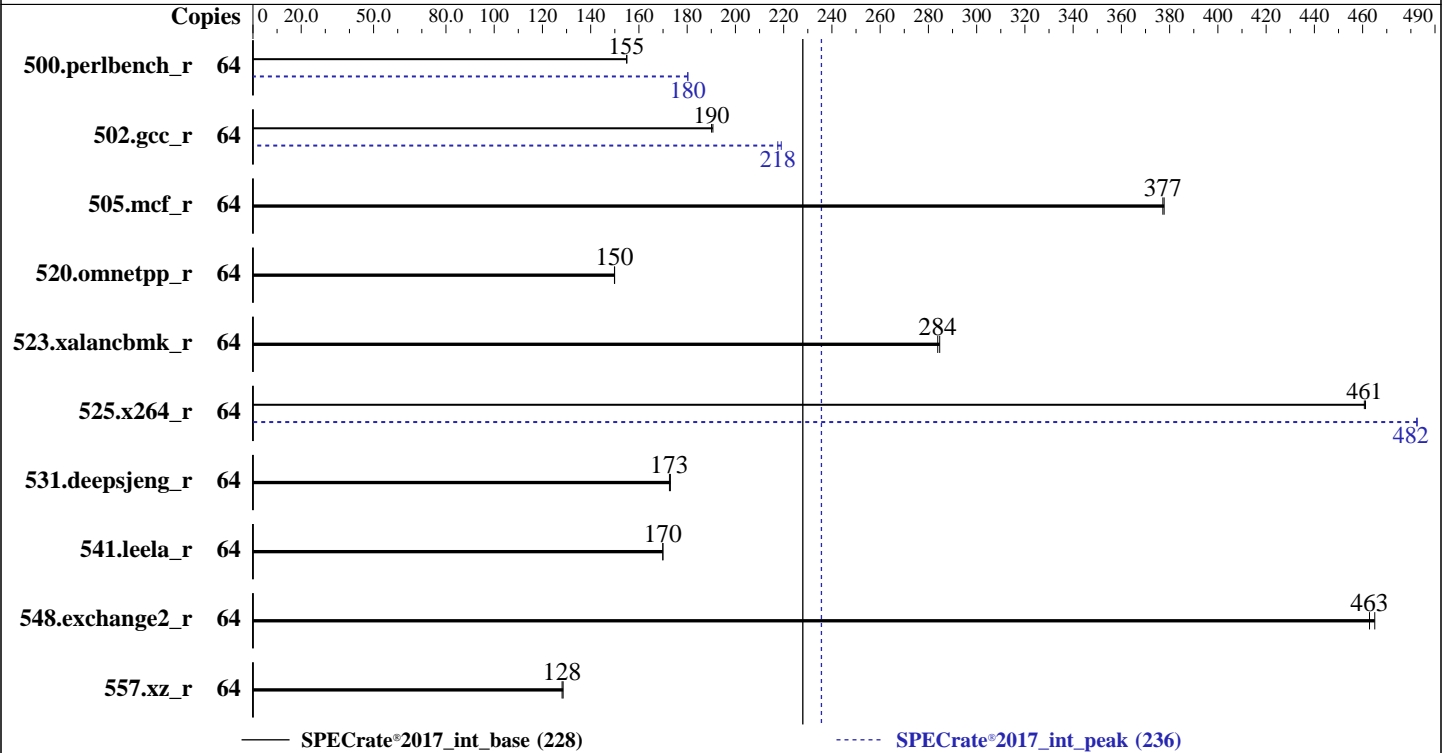 Copies 0 20.0 50.0 80.0 100 120 140 160 180 200 220 240 260 280 300 320 340 360 380 400 420 440 460 490
155
500.perlbench_r 64
180
190
502.gcc_r 64
218
377
505.mcf_r 64
150
520.omnetpp_r 64
284
523.xalancbmk_r 64
461
525.x264_r 64
482
173
531.deepsjeng_r 64
170
541.leela_r 64
463
548.exchange2_r 64
128
557.xz_r 64
SPECrate®2017_int_base (228) SPECrate®2017_int_peak (236)